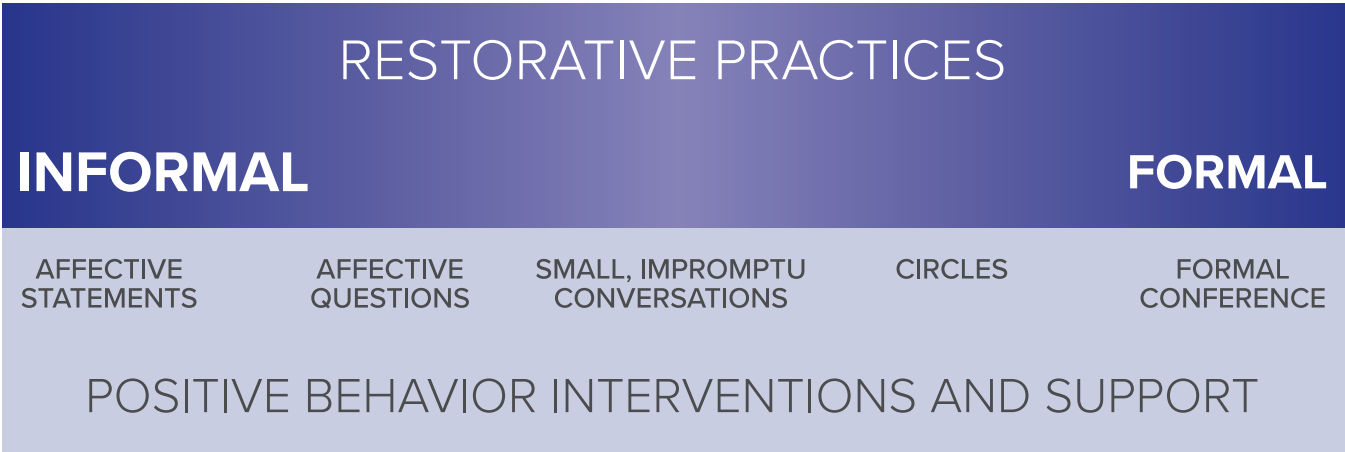 RESTORATIVE PRACTICES
INFORMAL
FORMAL
AFFECTIVE
STATEMENTS
AFFECTIVE
QUESTIONS
SMALL, IMPROMPTU
CONVERSATIONS
CIRCLES
FORMAL
CONFERENCE
POSITIVE BEHAVIOR INTERVENTIONS AND SUPPORT